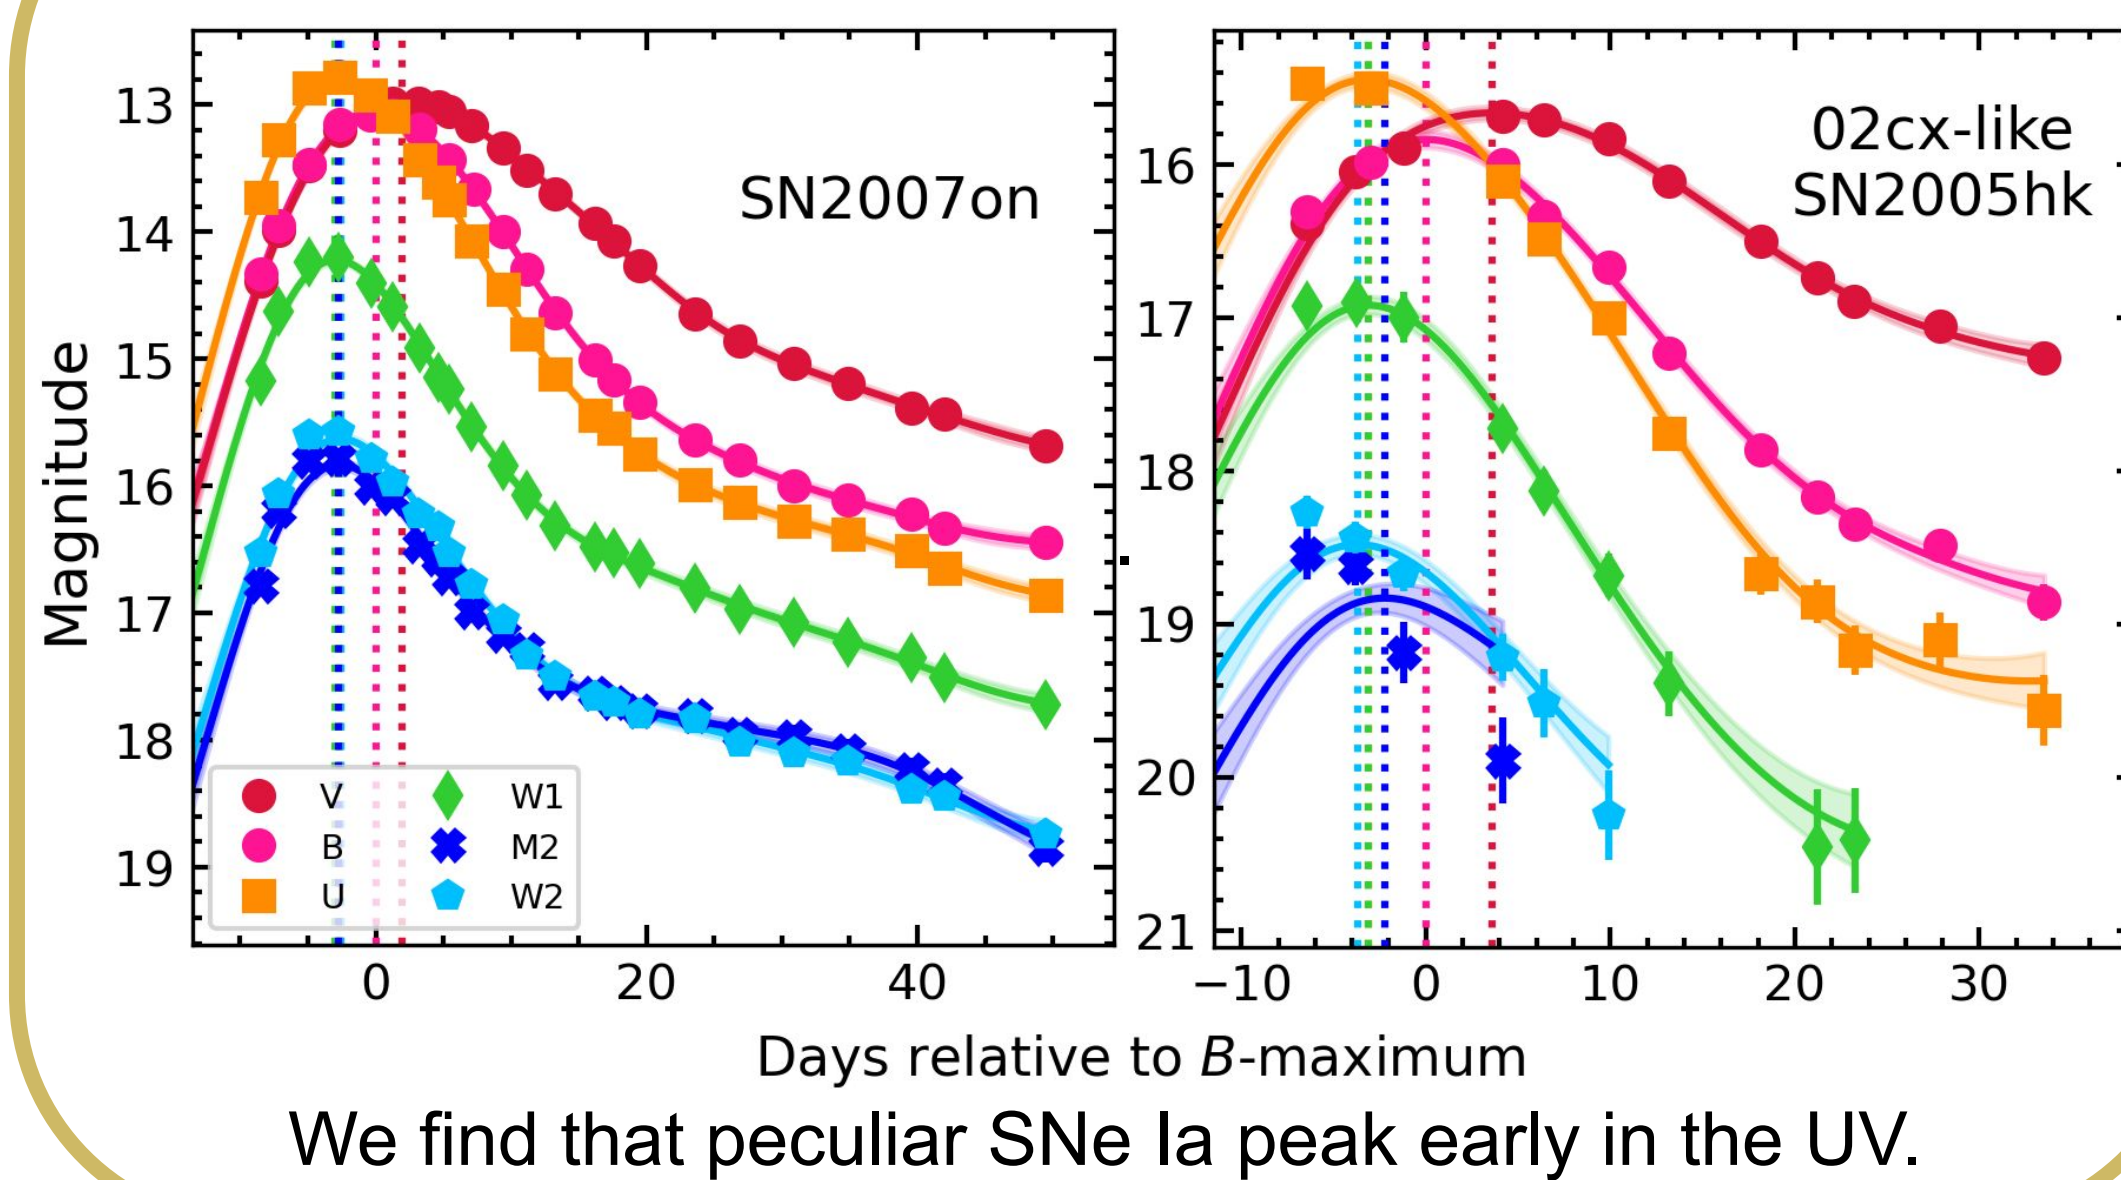 SN2007on
02cx-like
SN2005hk
Magnitude
13
14
15
16
17
18
19
16
17
18
19
20
21
V
B
U
W1
M2
W2
0
20
40
−10
0
10
20
30
Days relative to B-maximum
We find that peculiar SNe Ia peak early in the UV.